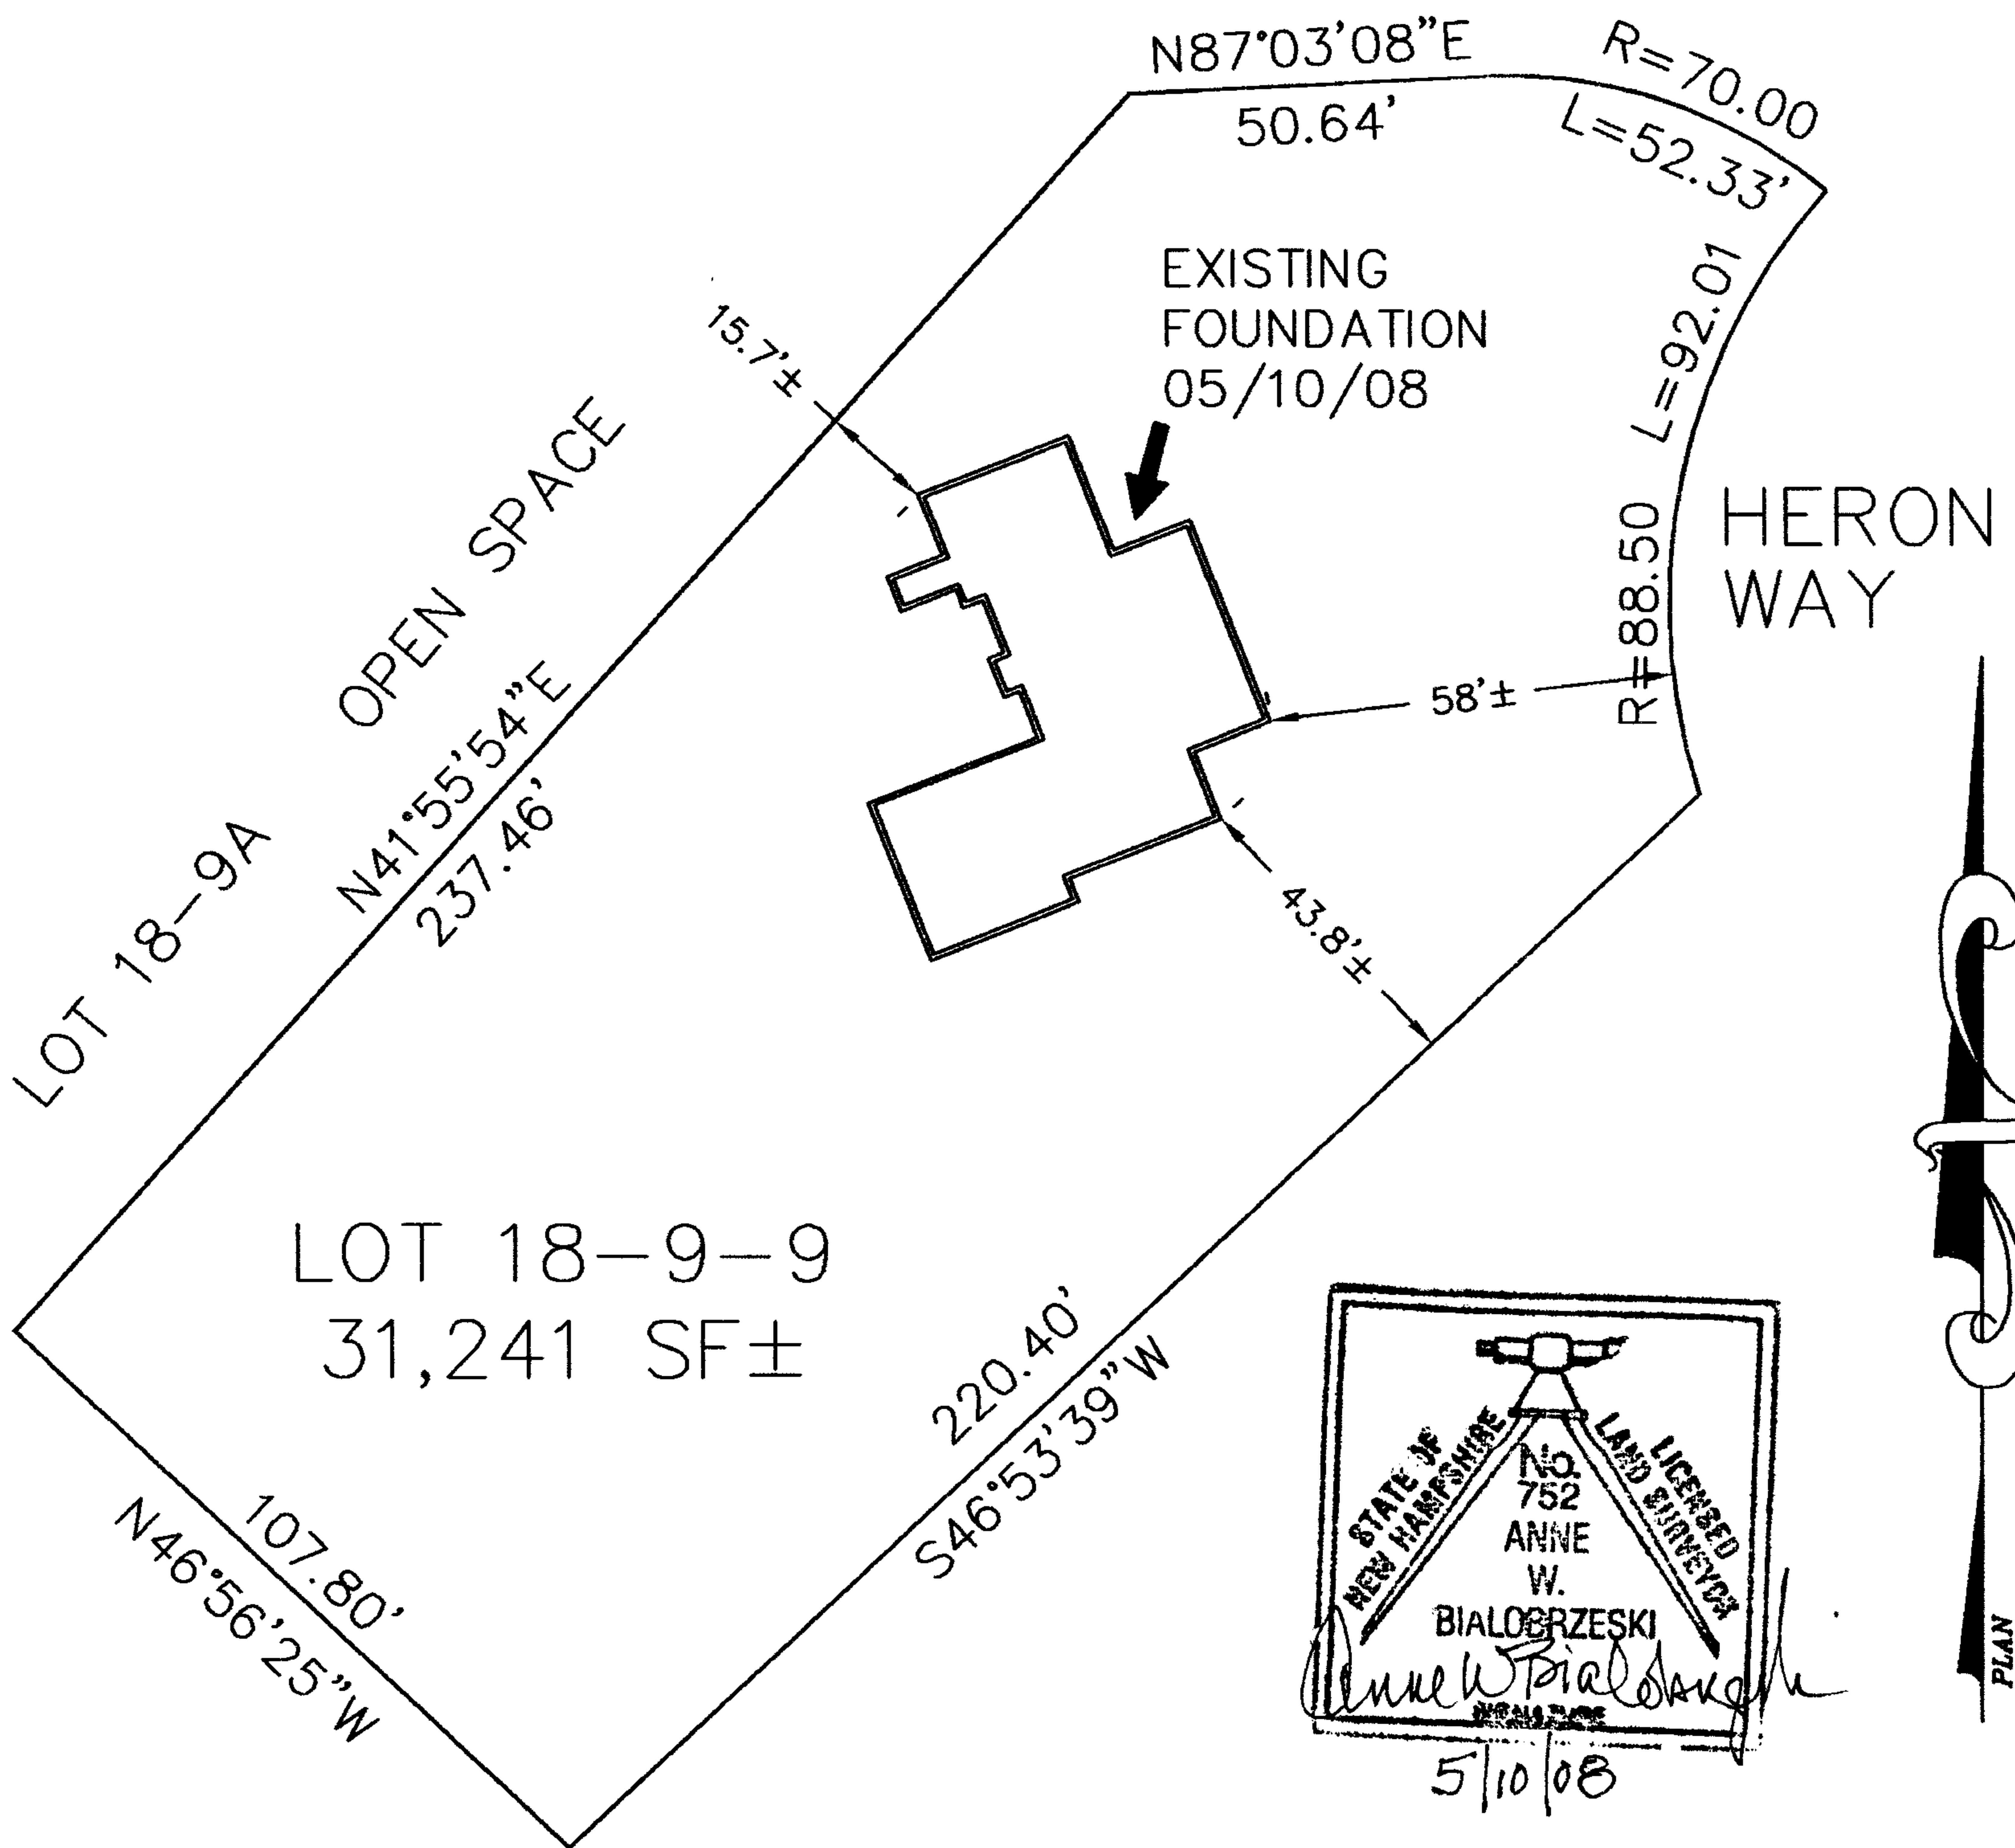 N87°03'08"E
50.64'
R=70.00
L=52.33'
EXISTING
FOUNDATION
05/10/08
15.7'±
L=92.01
R=88.50
HERON
WAY
OPEN SPACE
LOT 18-9A
N41°55'54"E
237.46'
58'±
43.8'±
LOT 18-9-9
31,241 SF±
220.40'
S46°53'39"W
107.80'
N46°56'25"W
STATE OF
NEW HAMPSHIRE
LICENSED
LAND SURVEYOR
No.
752
ANNE
W.
BIALOBRZESKI
Anne W Bialobrzeski
5/10/08
PLAN